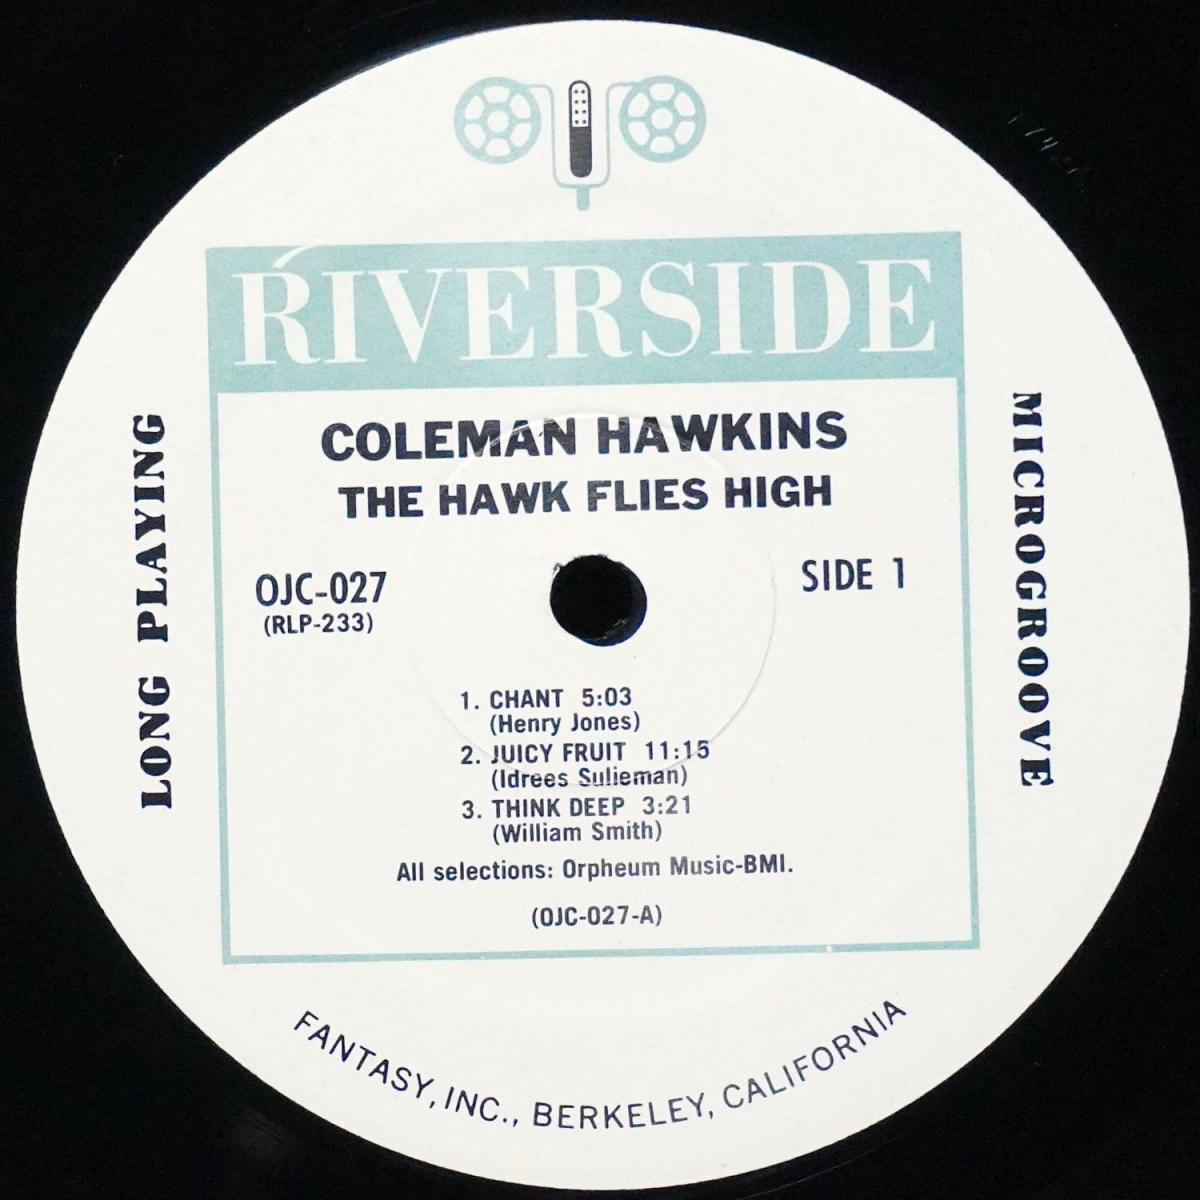 RIVERSIDE
COLEMAN HAWKINS
THE HAWK FLIES HIGH
OJC-027
(RLP-233)
SIDE 1
LONG PLAYING
MICROGROOVE
1. CHANT 5:03
(Henry Jones)
2. JUICY FRUIT 11:15
(Idrees Sulieman)
3. THINK DEEP 3:21
(William Smith)
All selections: Orpheum Music-BMI.
(OJC-027-A)
FANTASY, INC., BERKELEY, CALIFORNIA